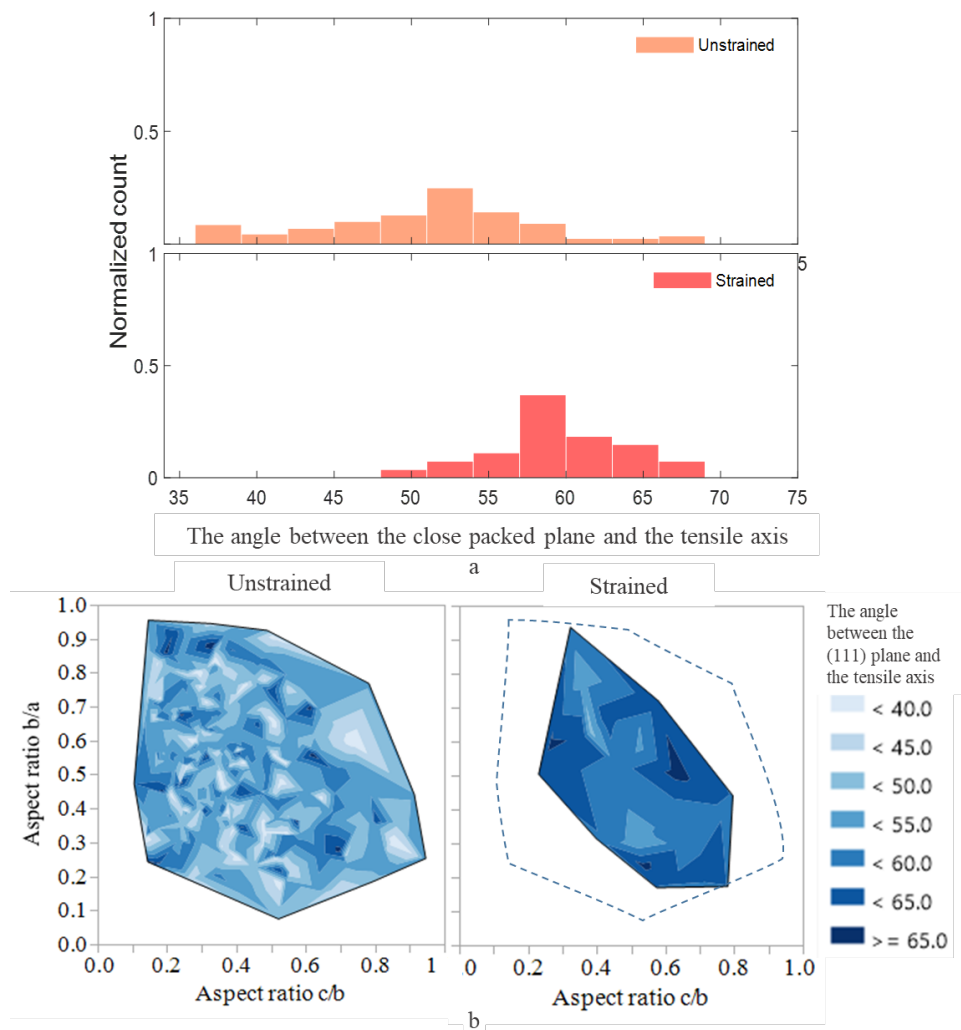 1
Unstrained
0.5
Normalized count
1
5
Strained
0.5
0
35 40 45 50 55 60 65 70 75
The angle between the close packed plane and the tensile axis
a
Unstrained
Strained
1.0
0.9
0.8
0.7
0.6
0.5
0.4
0.3
0.2
0.1
0.0
Aspect ratio b/a
0.0 0.2 0.4 0.6 0.8 1
Aspect ratio c/b
.0 0.2 0.4 0.6 0.8 1.0
Aspect ratio c/b
The angle
between the
(111) plane and
the tensile axis
< 40.0
< 45.0
< 50.0
< 55.0
< 60.0
< 65.0
> = 65.0
b